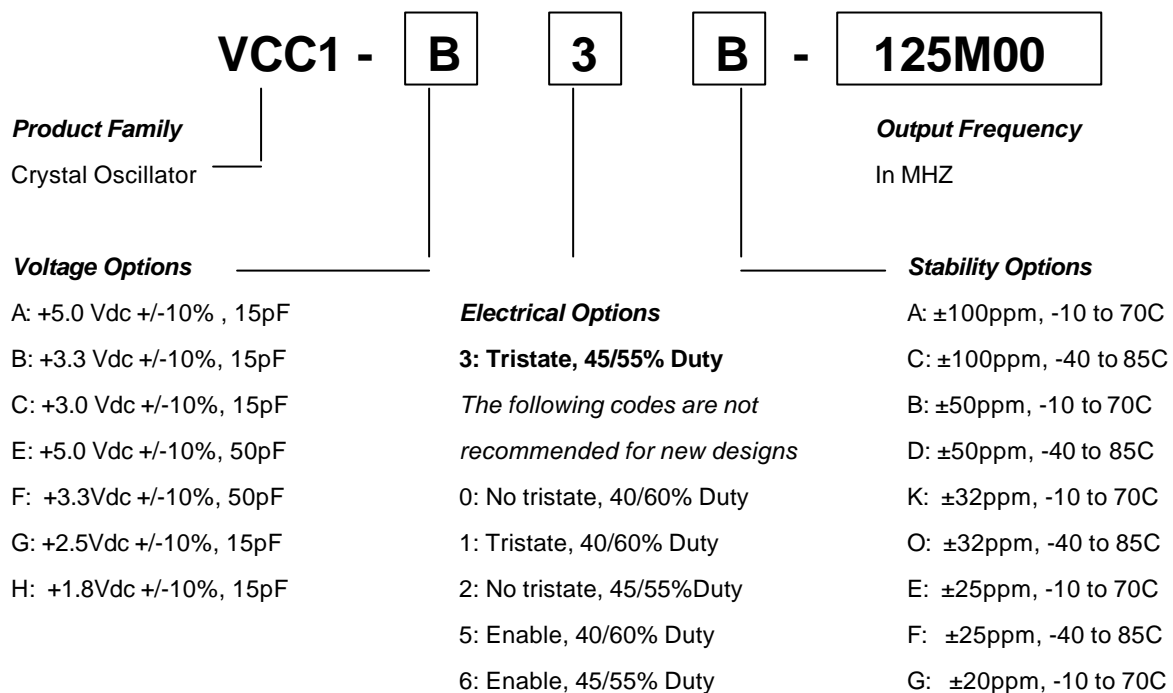 VCC1 - B 3 B - 125M00
Product Family
Crystal Oscillator
Output Frequency
In MHZ
Voltage Options
A: +5.0 Vdc +/-10% , 15pF
B: +3.3 Vdc +/-10%, 15pF
C: +3.0 Vdc +/-10%, 15pF
E: +5.0 Vdc +/-10%, 50pF
F: +3.3Vdc +/-10%, 50pF
G: +2.5Vdc +/-10%, 15pF
H: +1.8Vdc +/-10%, 15pF
Electrical Options
3: Tristate, 45/55% Duty
The following codes are not
recommended for new designs
0: No tristate, 40/60% Duty
1: Tristate, 40/60% Duty
2: No tristate, 45/55%Duty
5: Enable, 40/60% Duty
6: Enable, 45/55% Duty
Stability Options
A: ±100ppm, -10 to 70C
C: ±100ppm, -40 to 85C
B: ±50ppm, -10 to 70C
D: ±50ppm, -40 to 85C
K: ±32ppm, -10 to 70C
O: ±32ppm, -40 to 85C
E: ±25ppm, -10 to 70C
F: ±25ppm, -40 to 85C
G: ±20ppm, -10 to 70C